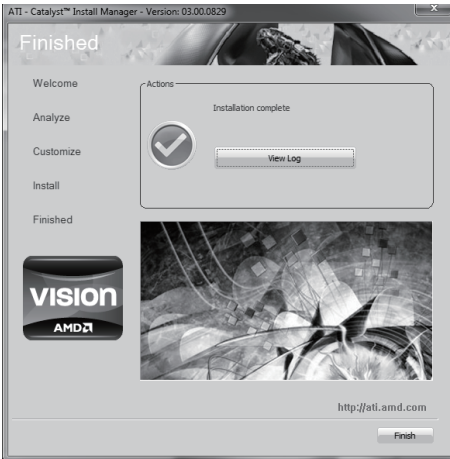 ATI - Catalyst™ Install Manager - Version: 03.00.0829
Finished
Welcome
Analyze
Customize
Install
Finished
Actions
Installation complete
View Log
VISION
AMD
http://ati.amd.com
Finish